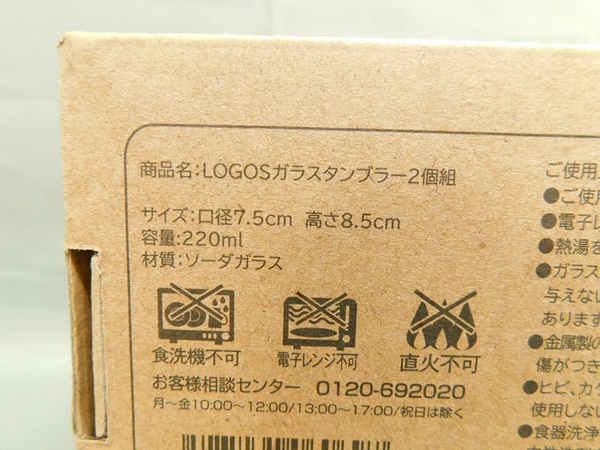 商品名:LOGOSガラスタンブラー2個組
サイズ:口径7.5cm 高さ8.5cm
容量:220ml
材質:ソーダガラス
食洗機不可
電子レンジ不可
直火不可
お客様相談センター 0120-692020
月～金10:00～12:00/13:00～17:00/祝日は除く
ご使用
●ご使用
●電子レ
●熱湯を
●ガラス
与えない
あります
●金属製の
傷がつき
●ヒビ、カケ
使用しない
●食器洗浄